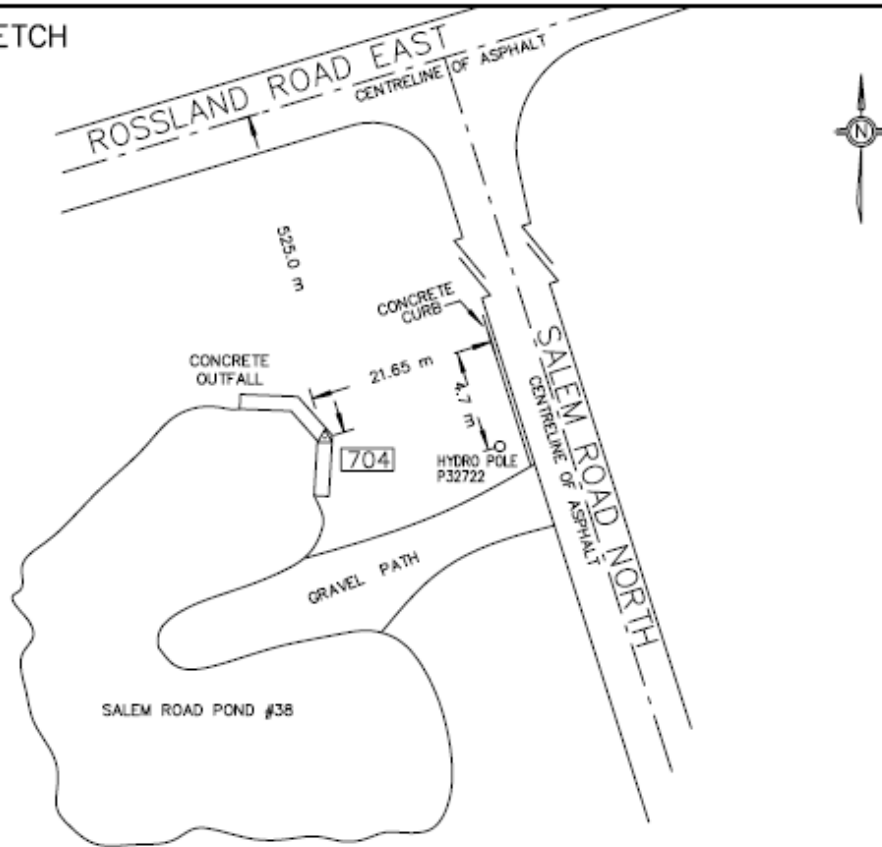 ETCH
ROSSLAND ROAD EAST
CENTRELINE OF ASPHALT
N
525.0 m
CONCRETE
CURB
CONCRETE
OUTFALL
21.65 m
4.7 m
704
HYDRO POLE
P32722
SALEM ROAD NORTH
CENTRELINE OF ASPHALT
GRAVEL PATH
SALEM ROAD POND #38